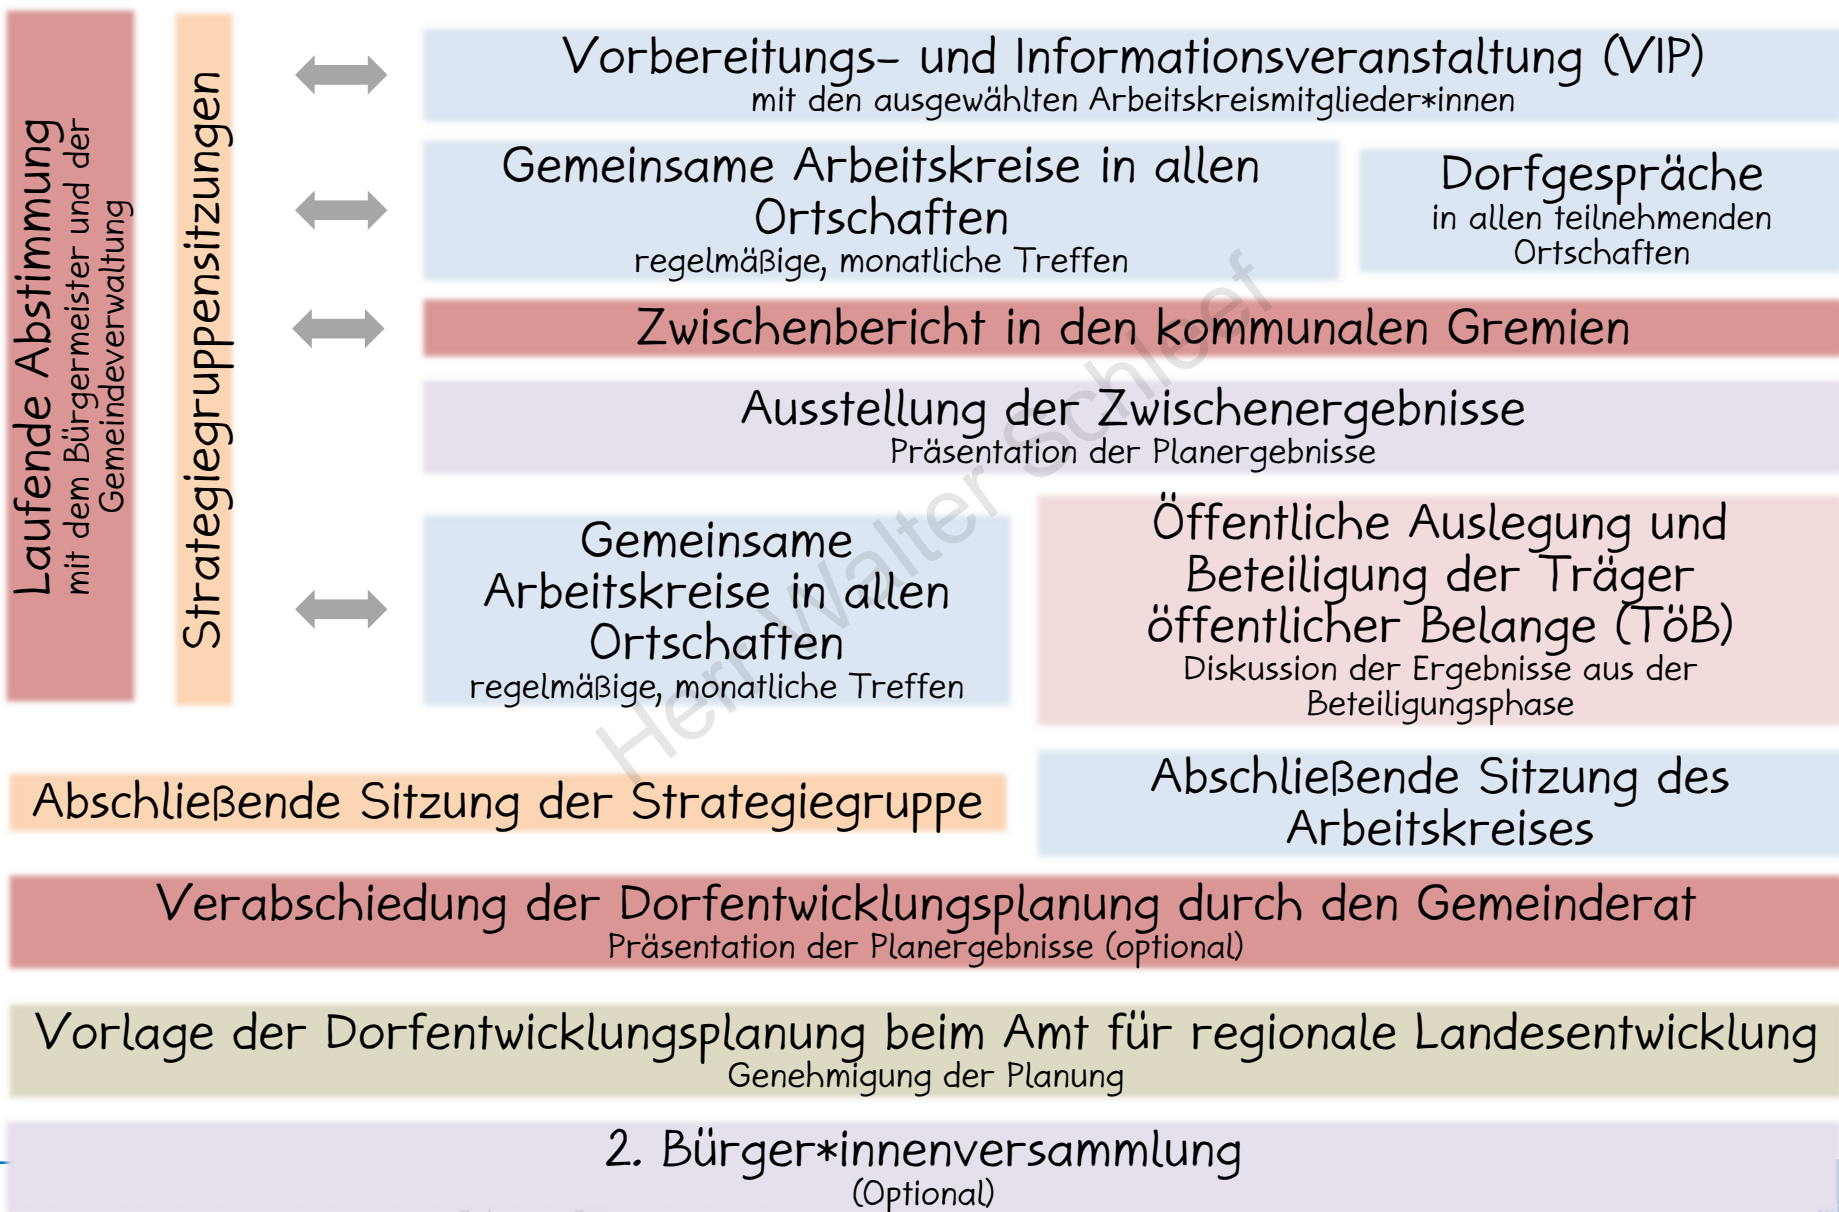 Laufende Abstimmung
mit dem Bürgermeister und der
Gemeindeverwaltung
Strategiegruppensitzungen
Vorbereitungs- und Informationsveranstaltung (VIP)
mit den ausgewählten Arbeitskreismitglieder*innen
Gemeinsame Arbeitskreise in allen
Ortschaften
regelmäßige, monatliche Treffen
Dorfgespräche
in allen teilnehmenden
Ortschaften
Zwischenbericht in den kommunalen Gremien
Ausstellung der Zwischenergebnisse
Präsentation der Planergebnisse
Gemeinsame
Arbeitskreise in allen
Ortschaften
regelmäßige, monatliche Treffen
Öffentliche Auslegung und
Beteiligung der Träger
öffentlicher Belange (TöB)
Diskussion der Ergebnisse aus der
Beteiligungsphase
Abschließende Sitzung der Strategiegruppe
Abschließende Sitzung des
Arbeitskreises
Verabschiedung der Dorfentwicklungsplanung durch den Gemeinderat
Präsentation der Planergebnisse (optional)
Vorlage der Dorfentwicklungsplanung beim Amt für regionale Landesentwicklung
Genehmigung der Planung
2. Bürger*innenversammlung
(Optional)
Herr Walter Schleef